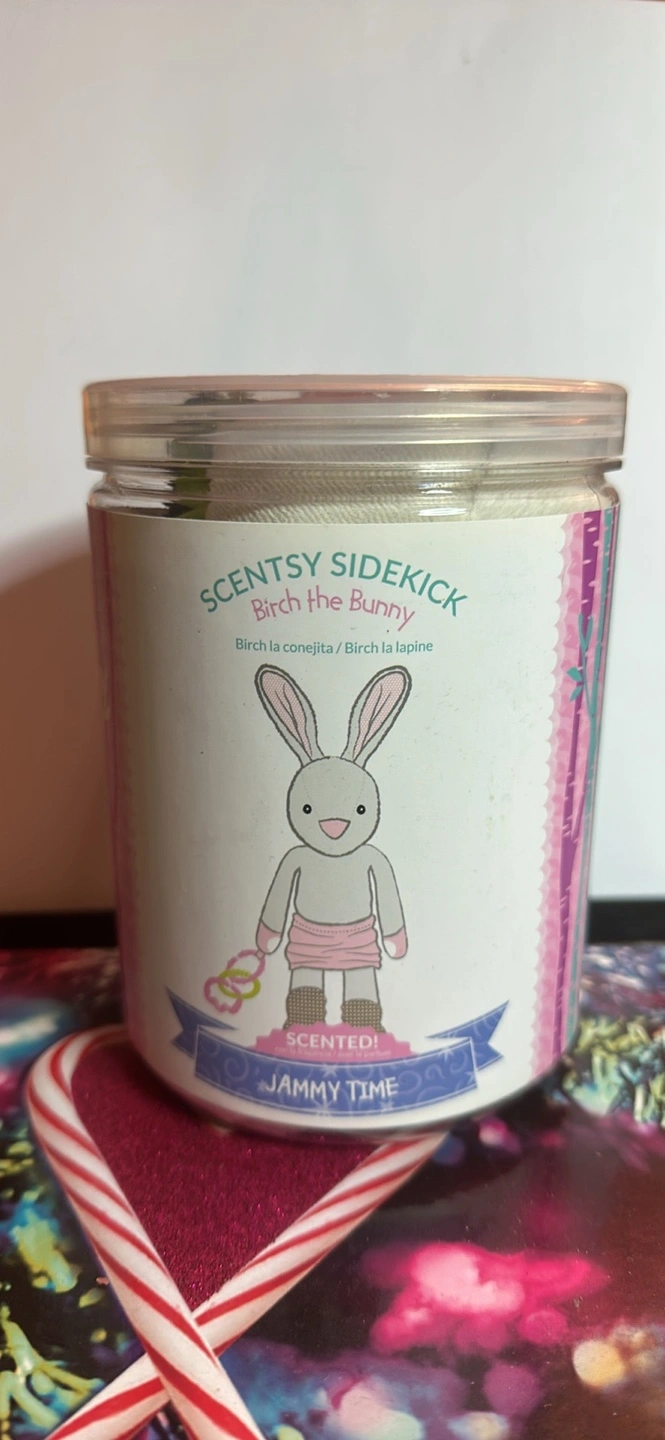 SCENTSY SIDEKICK
Birch the Bunny
Birch la conejita / Birch la lapine
SCENTED!
JAMMY TIME